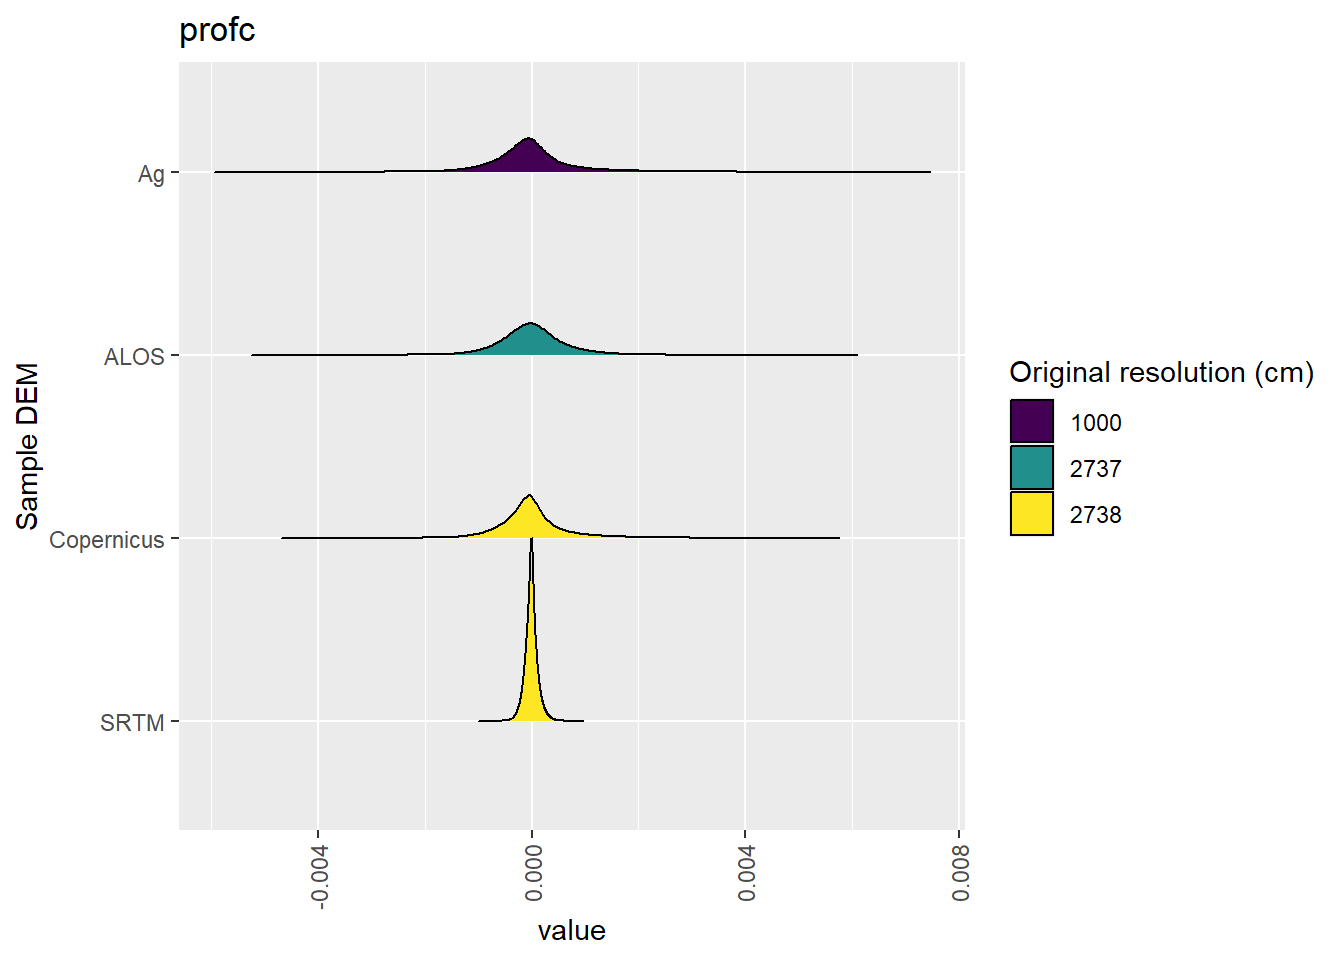 profc
Ag
ALOS
Copernicus
SRTM
Sample DEM
-0.004
0.000
0.004
0.008
value
Original resolution (cm)
1000
2737
2738